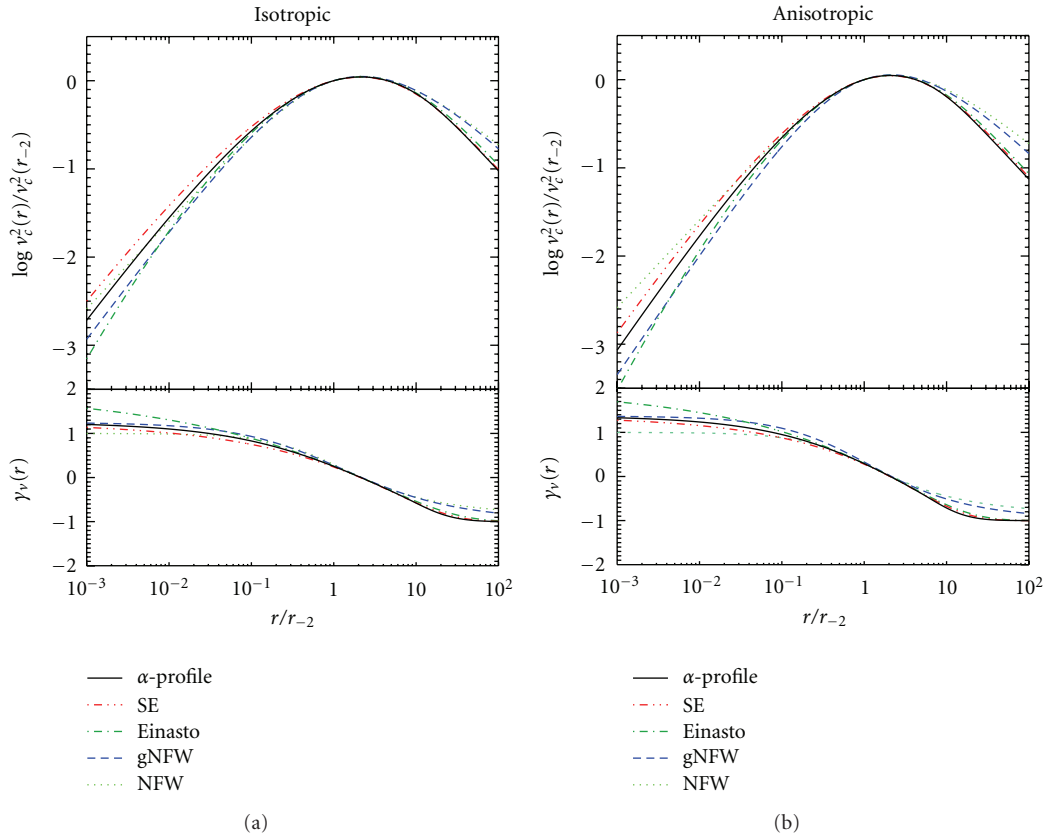 Isotropic
0
−1
−2
−3
log v_c^2(r)/v_c^2(r_{−2})
2
1
0
−1
−2
γ_v(r)
10^{−3} 10^{−2} 10^{−1} 1 10 10^2
r/r_{−2}
α-profile
SE
Einasto
gNFW
NFW
(a)
Anisotropic
0
−1
−2
−3
log v_c^2(r)/v_c^2(r_{−2})
2
1
0
−1
−2
γ_v(r)
10^{−3} 10^{−2} 10^{−1} 1 10 10^2
r/r_{−2}
α-profile
SE
Einasto
gNFW
NFW
(b)